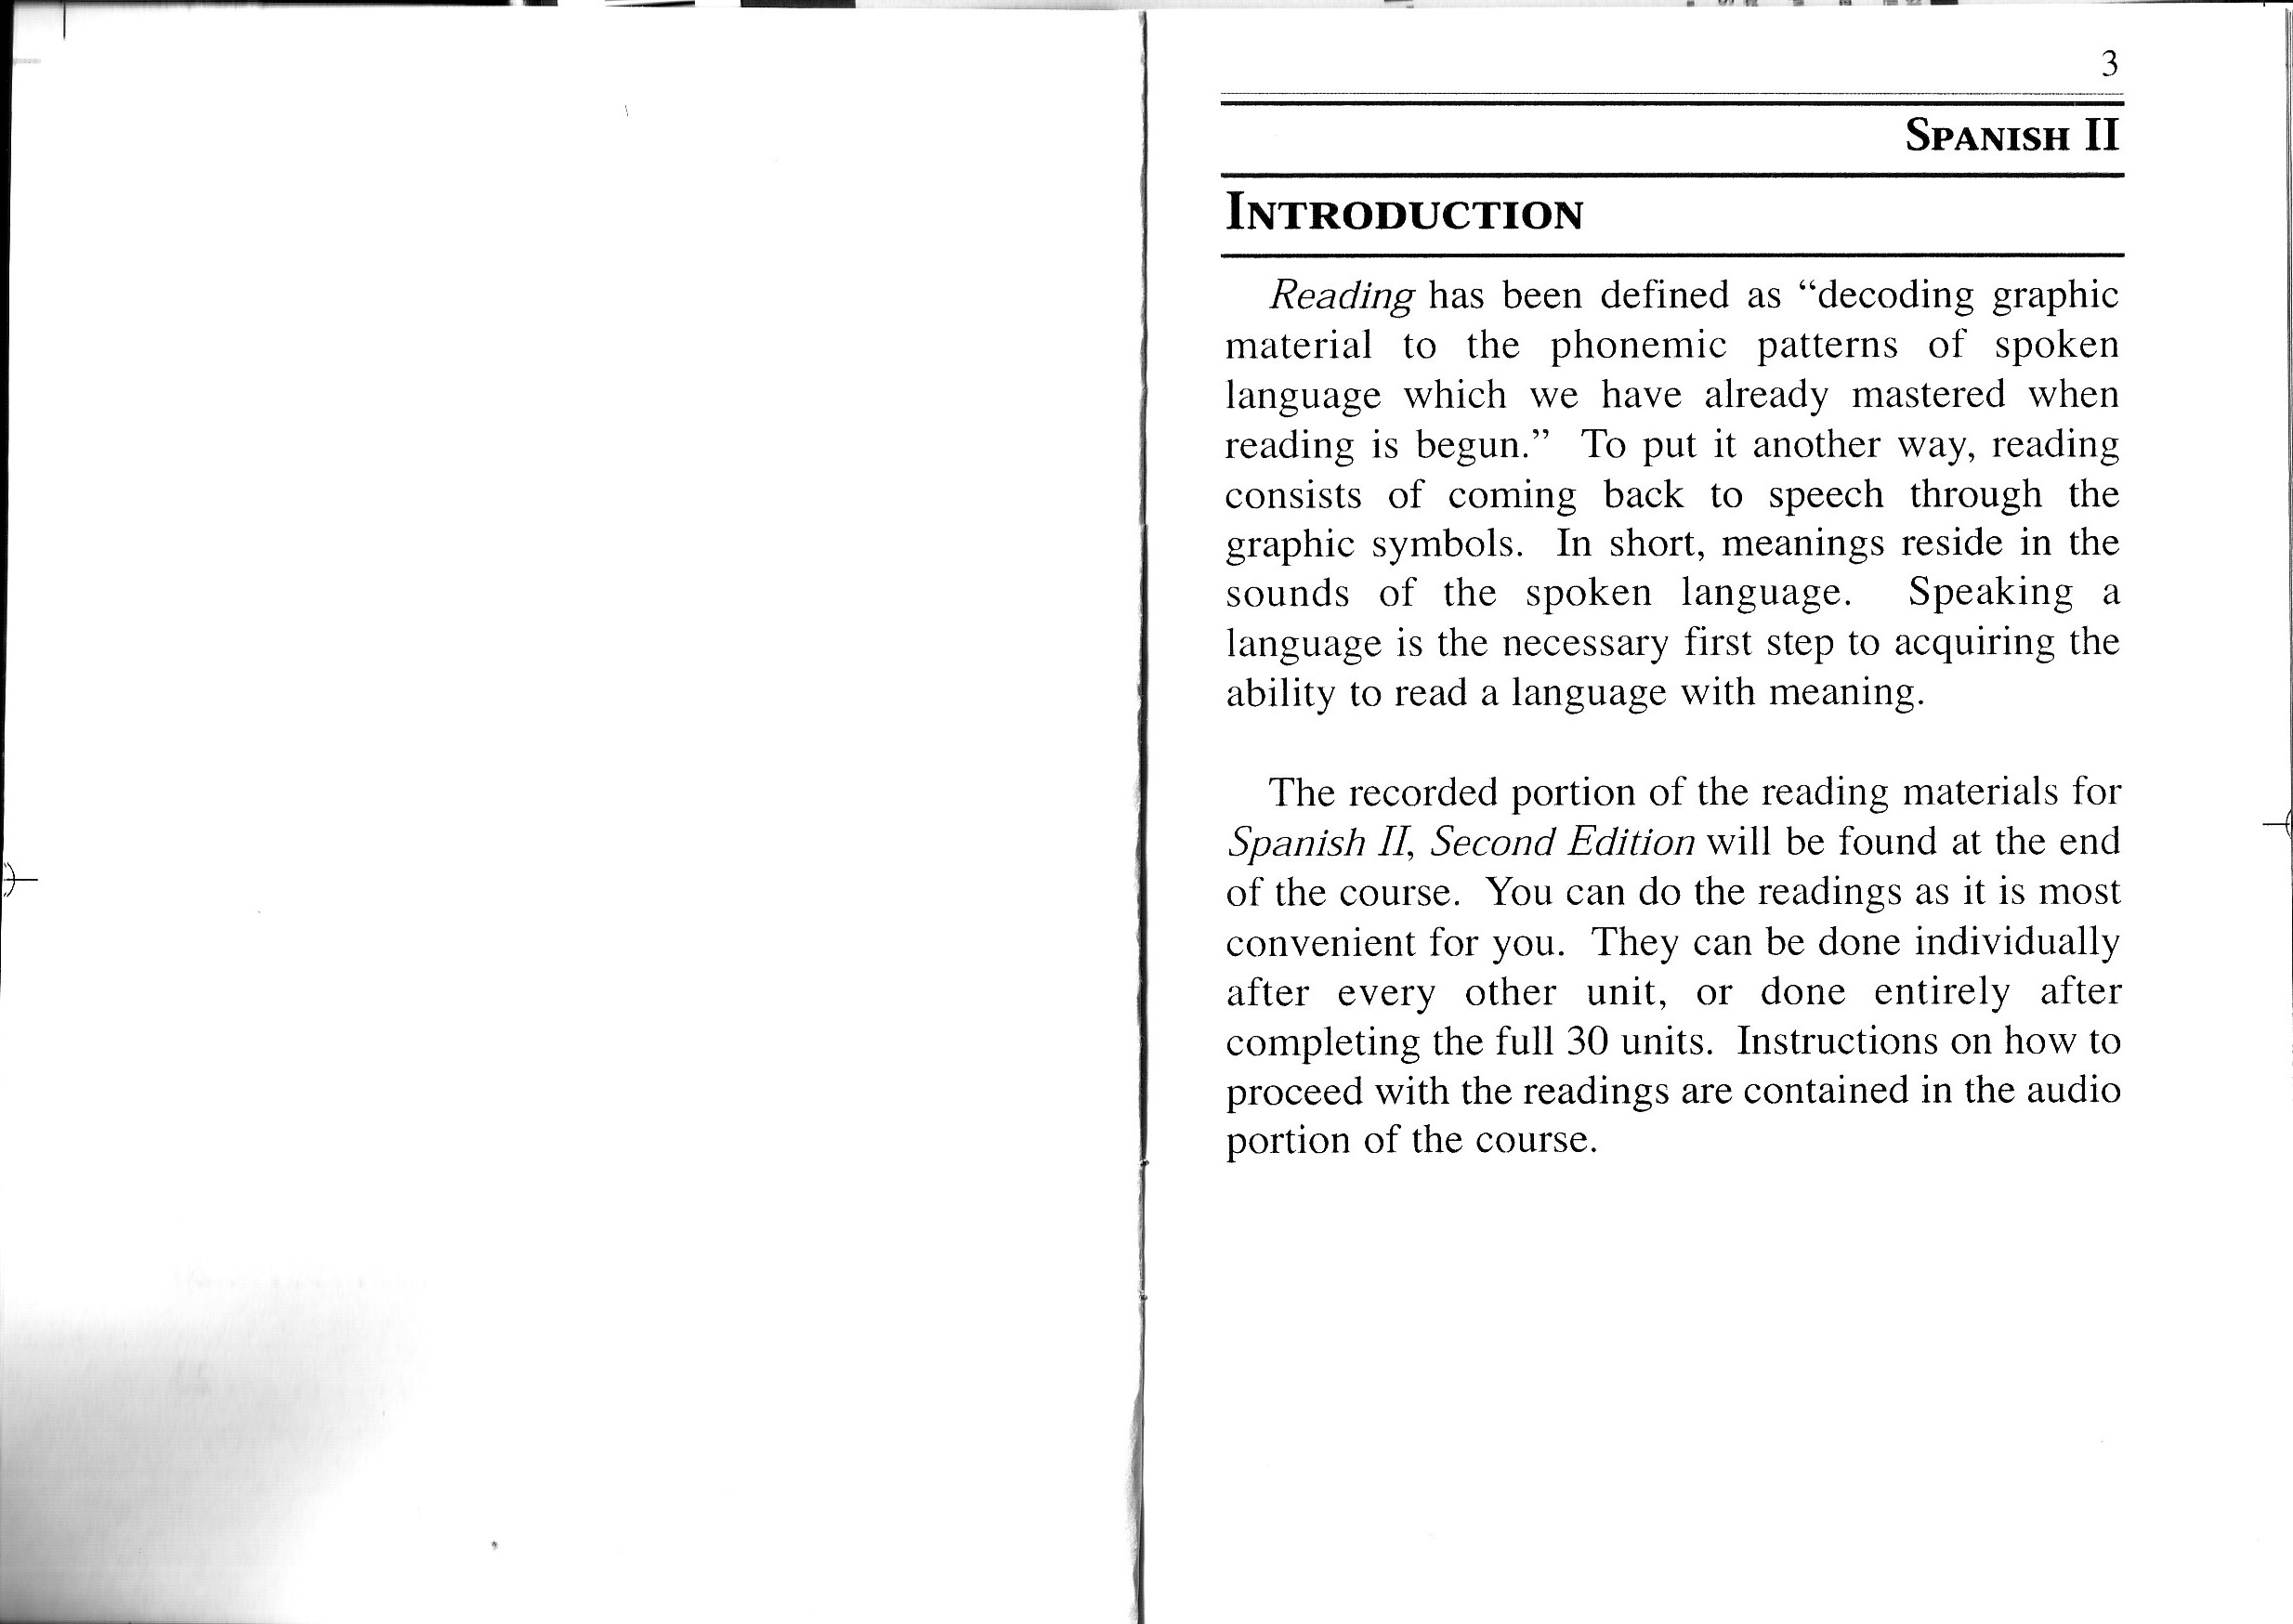 3
Spanish II
Introduction
Reading has been defined as “decoding graphic
material to the phonemic patterns of spoken
language which we have already mastered when
reading is begun.” To put it another way, reading
consists of coming back to speech through the
graphic symbols. In short, meanings reside in the
sounds of the spoken language. Speaking a
language is the necessary first step to acquiring the
ability to read a language with meaning.
The recorded portion of the reading materials for
Spanish II, Second Edition will be found at the end
of the course. You can do the readings as it is most
convenient for you. They can be done individually
after every other unit, or done entirely after
completing the full 30 units. Instructions on how to
proceed with the readings are contained in the audio
portion of the course.